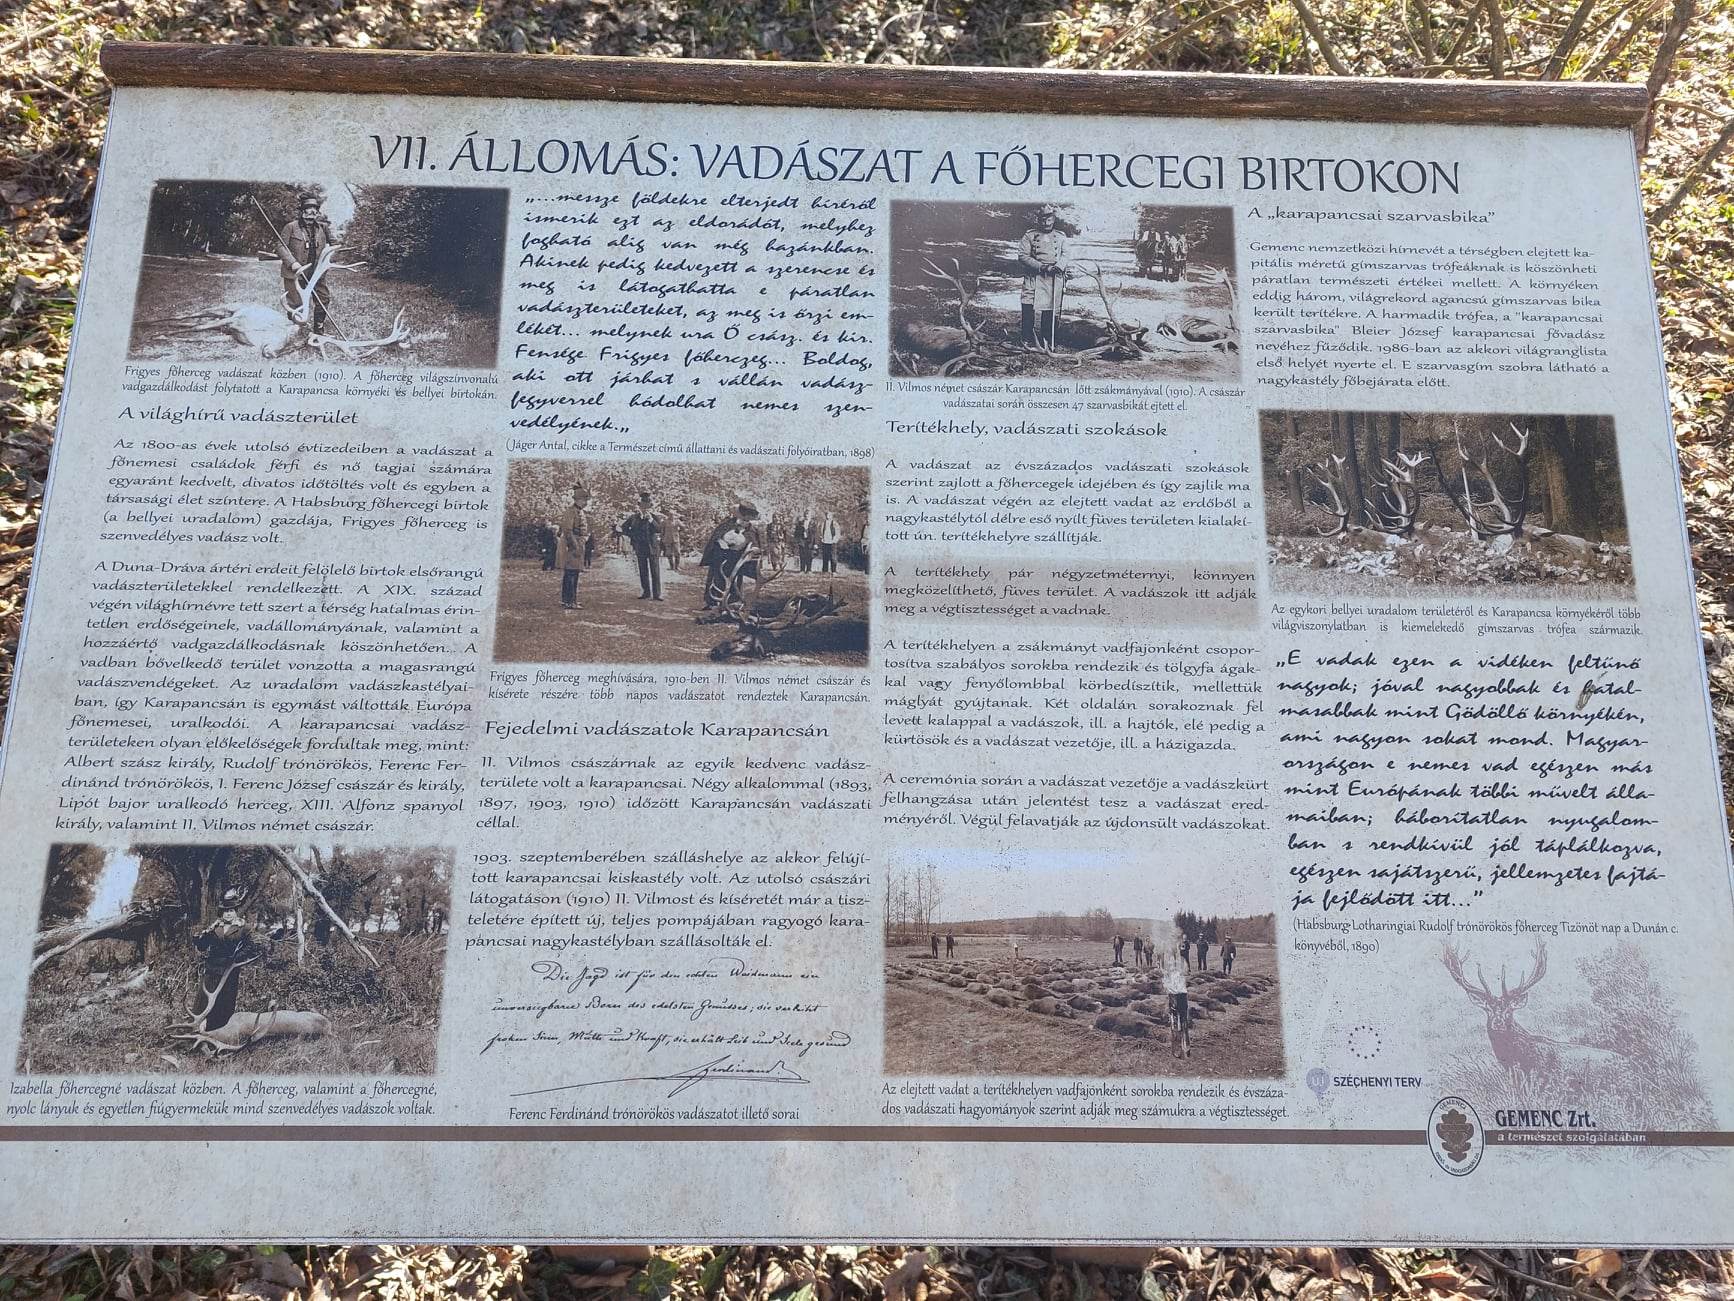 VII. ÁLLOMÁS: VADÁSZAT A FŐHERCEGI BIRTOKON
Frigyes főherceg vadászat közben (1910). A főherceg világszínvonalú
vadgazdálkodást folytatott a Karapancsa környéki és bellyei birtokán.
A világhírű vadászterület
Az 1800-as évek utolsó évtizedeiben a vadászat a
főnemesi családok férfi és nő tagjai számára
egyaránt kedvelt, divatos időtöltés volt és egyben a
társasági élet színtere. A Habsburg főhercegi birtok
(a bellyei uradalom) gazdája, Frigyes főherceg is
szenvedélyes vadász volt.
A Duna-Dráva ártéri erdeit felölelő birtok elsőrangú
vadászterületekkel rendelkezett. A XIX. század
végén világhírnévre tett szert a térség hatalmas érin-
tetlen erdőségeinek, vadállományának, valamint a
hozzáértő vadgazdálkodásnak köszönhetően. A
vadban bővelkedő terület vonzotta a magasrangú
vadászvendégeket. Az uradalom vadászkastélyai-
ban, így Karapancsán is egymást váltották Európa
főnemesei, uralkodói. A karapancsai vadász-
területeken olyan előkelőségek fordultak meg, mint:
Albert szász király, Rudolf trónörökös, Ferenc Fer-
dinánd trónörökös, I. Ferenc József császár és király,
Lipót bajor uralkodó herceg, XIII. Alfonz spanyol
király, valamint II. Vilmos német császár.
Izabella főhercegné vadászat közben. A főherceg, valamint a főhercegné,
nyolc lányuk és egyetlen fiúgyermekük mind szenvedélyes vadászok voltak.
„...messze földekre elterjedt híréről
ismerik ezt az eldorádót, melyhez
fogható alig van még hazánkban.
Akinek pedig kedvezett a szerencse és
meg is látogathatta e páratlan
vadászterületeket, az meg is őrzi em-
lékét... melynek ura Ő csász. és kir.
Fensége Frigyes főherczeg... Boldog,
aki ott járhat s vállán vadász-
fegyverrel hódolhat nemes szen-
vedélyének.„
(Jáger Antal, cikke a Természet című állattani és vadászati folyóiratban, 1898)
Frigyes főherceg meghívására, 1910-ben II. Vilmos német császár és
kísérete részére több napos vadászatot rendeztek Karapancsán.
Fejedelmi vadászatok Karapancsán
II. Vilmos császárnak az egyik kedvenc vadász-
területe volt a karapancsai. Négy alkalommal (1893,
1897, 1903, 1910) időzött Karapancsán vadászati
céllal.
1903. szeptemberében szálláshelye az akkor felújí-
tott karapancsai kiskastély volt. Az utolsó császári
látogatáson (1910) II. Vilmost és kíséretét már a tisz-
teletére épített új, teljes pompájában ragyogó kara-
pancsai nagykastélyban szállásolták el.
Die Jagd ist für den echten Waidmann ein
unversiegbarer Born des edelsten Genusses; sie verleiht
frohen Sinn, Muth und Kraft, sie erhält Leib und Seele gesund
Ferdinand
Ferenc Ferdinánd trónörökös vadászatot illető sorai
II. Vilmos német császár Karapancsán lőtt zsákmányával (1910). A császár
vadászatai során összesen 47 szarvasbikát ejtett el.
Terítékhely, vadászati szokások
A vadászat az évszázados vadászati szokások
szerint zajlott a főhercegek idejében és így zajlik ma
is. A vadászat végén az elejtett vadat az erdőből a
nagykastélytól délre eső nyílt füves területen kialakí-
tott ún. terítékhelyre szállítják.
A terítékhely pár négyzetméternyi, könnyen
megközelíthető, füves terület. A vadászok itt adják
meg a végtisztességet a vadnak.
A terítékhelyen a zsákmányt vadfajonként csopor-
tosítva szabályos sorokba rendezik és tölgyfa ágak-
kal vagy fenyőlombbal körbedíszítik, mellettük
máglyát gyújtanak. Két oldalán sorakoznak fel
levett kalappal a vadászok, ill. a hajtók, elé pedig a
kürtösök és a vadászat vezetője, ill. a házigazda.
A ceremónia során a vadászat vezetője a vadászkürt
felhangzása után jelentést tesz a vadászat ered-
ményéről. Végül felavatják az újdonsült vadászokat.
Az elejtett vadat a terítékhelyen vadfajonként sorokba rendezik és évszáza-
dos vadászati hagyományok szerint adják meg számukra a végtisztességet.
A „karapancsai szarvasbika”
Gemenc nemzetközi hírnevét a térségben elejtett ka-
pitális méretű gímszarvas trófeáknak is köszönheti
páratlan természeti értékei mellett. A környéken
eddig három, világrekord agancsú gímszarvas bika
került terítékre. A harmadik trófea, a "karapancsai
szarvasbika" Bleier József karapancsai fővadász
nevéhez fűződik. 1986-ban az akkori világranglista
első helyét nyerte el. E szarvasgím szobra látható a
nagykastély főbejárata előtt.
Az egykori bellyei uradalom területéről és Karapancsa környékéről több
világviszonylatban is kiemelekedő gímszarvas trófea származik.
„E vadak ezen a vidéken feltünő
nagyok; jóval nagyobbak és hatal-
masabbak mint Gödöllő környékén,
ami nagyon sokat mond. Magyar-
országon e nemes vad egészen más
mint Európának többi művelt álla-
maiban; háborítatlan nyugalom-
ban s rendkívül jól táplálkozva,
egészen sajátszerű, jellemzetes fajtá-
ja fejlődött itt...”
(Habsburg-Lotharingiai Rudolf trónörökös főherceg Tizönöt nap a Dunán c.
könyvéből, 1890)
SZÉCHENYI TERV
GEMENC Zrt.
a természet szolgálatában